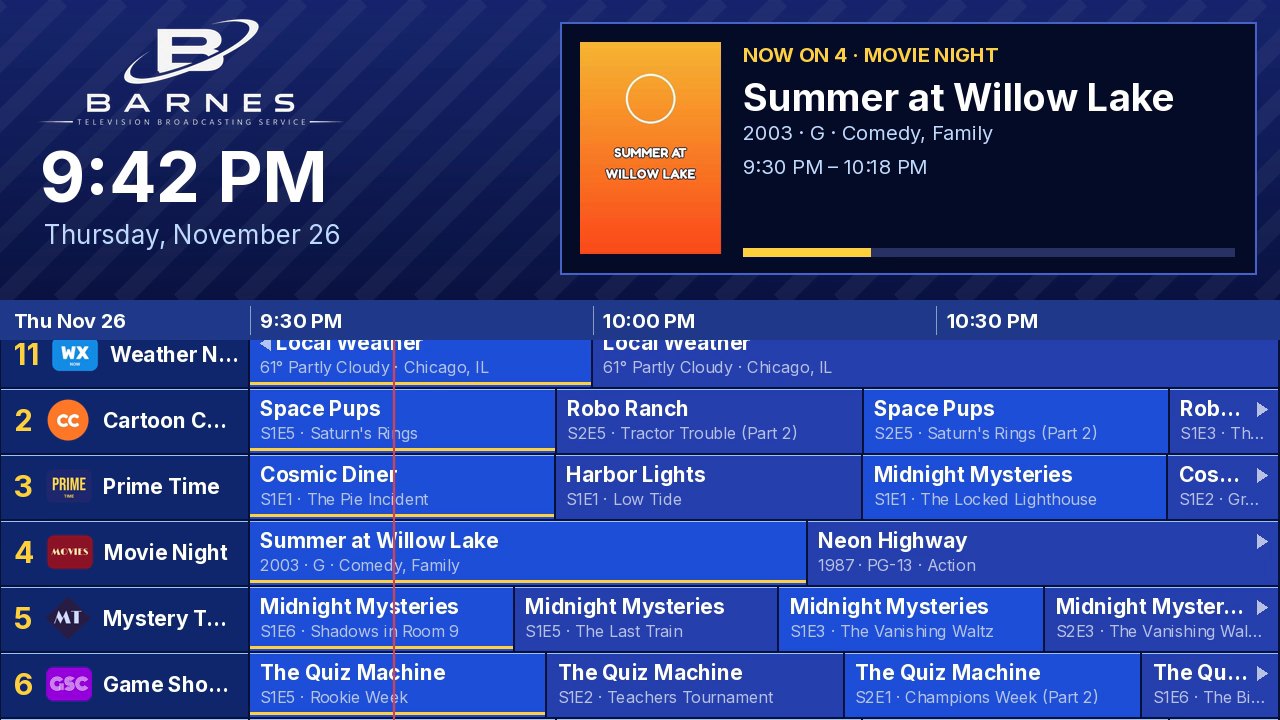 B
BARNES
TELEVISION BROADCASTING SERVICE
9:42 PM
Thursday, November 26
SUMMER AT
WILLOW LAKE
NOW ON 4 · MOVIE NIGHT
Summer at Willow Lake
2003 · G · Comedy, Family
9:30 PM – 10:18 PM
Thu Nov 26
9:30 PM
10:00 PM
10:30 PM
11
WX
NOW
Weather N…
Local Weather
61° Partly Cloudy · Chicago, IL
Local Weather
61° Partly Cloudy · Chicago, IL
2
CC
Cartoon C…
Space Pups
S1E5 · Saturn's Rings
Robo Ranch
S2E5 · Tractor Trouble (Part 2)
Space Pups
S2E5 · Saturn's Rings (Part 2)
Rob…
S1E3 · Th…
3
PRIME
TIME
Prime Time
Cosmic Diner
S1E1 · The Pie Incident
Harbor Lights
S1E1 · Low Tide
Midnight Mysteries
S1E1 · The Locked Lighthouse
Cos…
S1E2 · Gr…
4
MOVIES
Movie Night
Summer at Willow Lake
2003 · G · Comedy, Family
Neon Highway
1987 · PG-13 · Action
5
MT
Mystery T…
Midnight Mysteries
S1E6 · Shadows in Room 9
Midnight Mysteries
S1E5 · The Last Train
Midnight Mysteries
S1E3 · The Vanishing Waltz
Midnight Myster…
S2E3 · The Vanishing Wal…
6
GSC
Game Sho…
The Quiz Machine
S1E5 · Rookie Week
The Quiz Machine
S1E2 · Teachers Tournament
The Quiz Machine
S2E1 · Champions Week (Part 2)
The Qu…
S1E6 · The Bi…